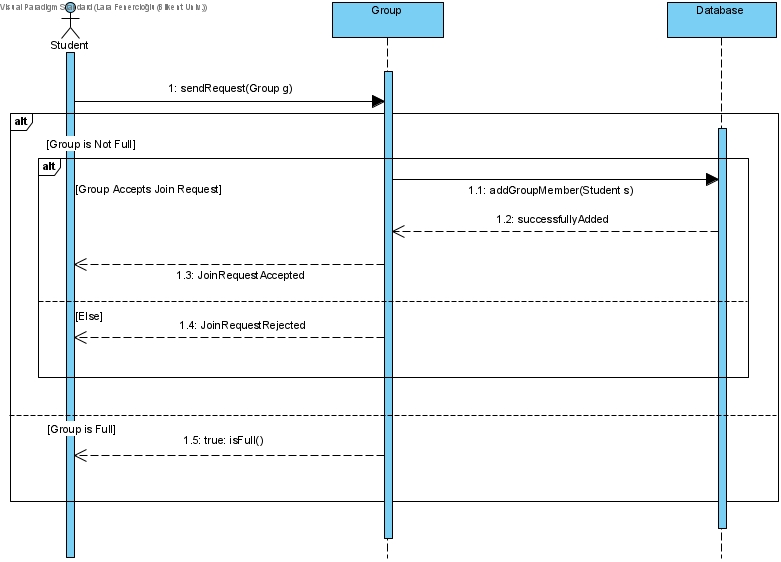 Visual Paradigm Standard (Lara Fenercioğlu (Bilkent Univ.))
Group
Database
Student
1: sendRequest(Group g)
alt
[Group is Not Full]
alt
[Group Accepts Join Request]
1.1: addGroupMember(Student s)
1.2: successfullyAdded
1.3: JoinRequestAccepted
[Else]
1.4: JoinRequestRejected
[Group is Full]
1.5: true: isFull()